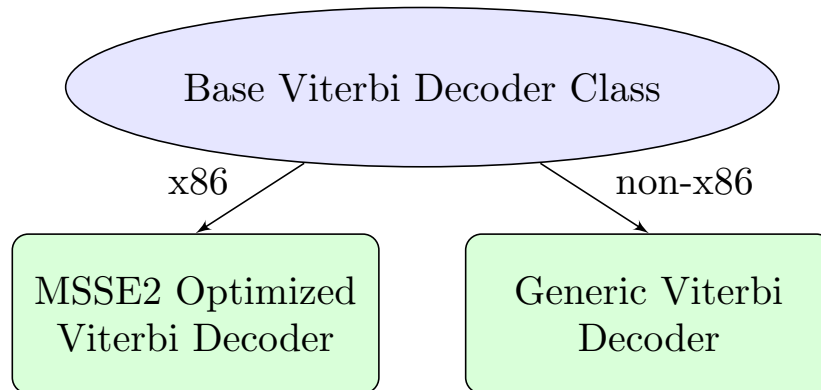 Base Viterbi Decoder Class
x86
non-x86
MSSE2 Optimized
Viterbi Decoder
Generic Viterbi
Decoder